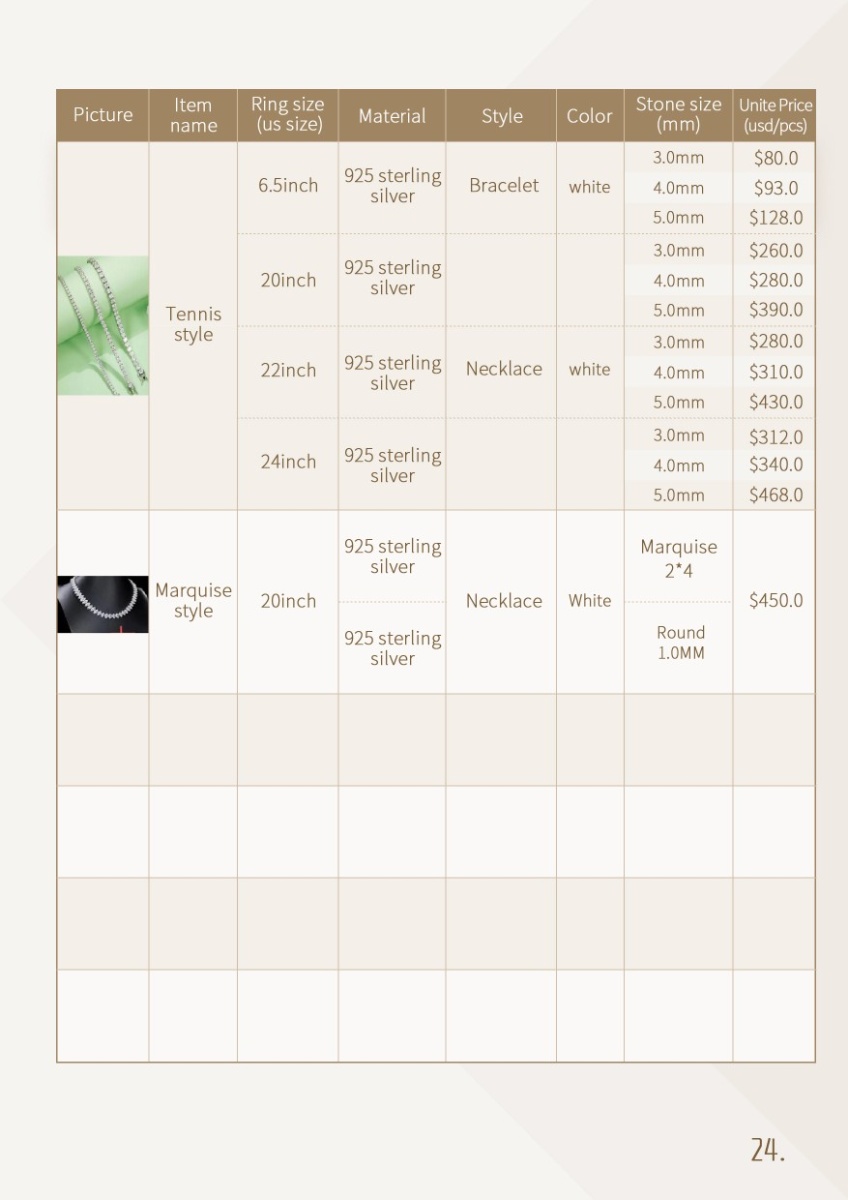 Picture
Item
name
Ring size
(us size)
Material
Style
Color
Stone size
(mm)
Unite Price
(usd/pcs)
Tennis
style
6.5inch
925 sterling
silver
Bracelet
white
3.0mm
$80.0
4.0mm
$93.0
5.0mm
$128.0
20inch
925 sterling
silver
3.0mm
$260.0
4.0mm
$280.0
5.0mm
$390.0
22inch
925 sterling
silver
Necklace
white
3.0mm
$280.0
4.0mm
$310.0
5.0mm
$430.0
24inch
925 sterling
silver
3.0mm
$312.0
4.0mm
$340.0
5.0mm
$468.0
Marquise
style
20inch
925 sterling
silver
925 sterling
silver
Necklace
White
Marquise
2*4
Round
1.0MM
$450.0
24.